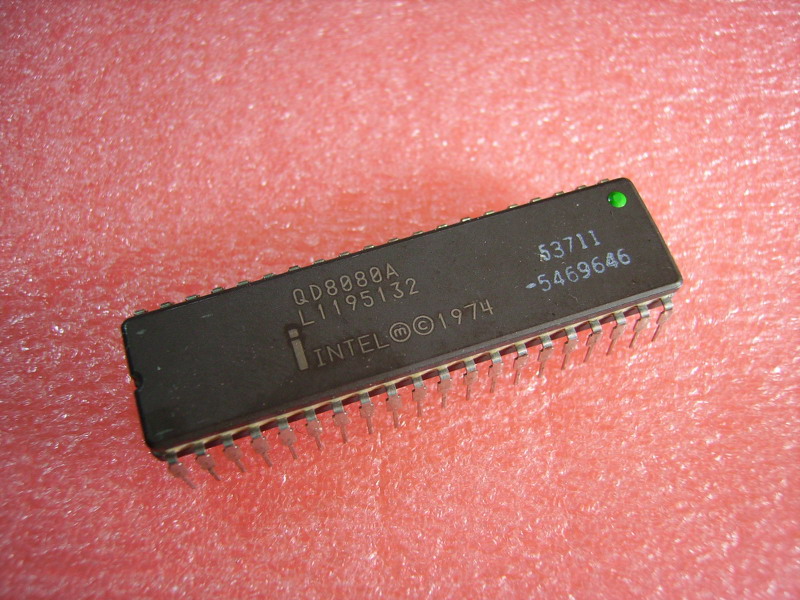 QD8080A
L1195132
i INTEL ⓜ © 1974
53711
-5469646